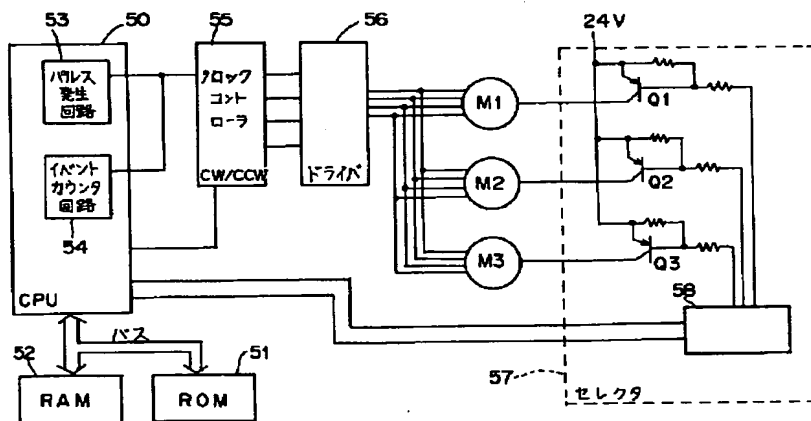 53
50
55
56
24V
パルス
発生
回路
イベント
カウンタ
回路
54
CPU
クロック
コント
ローラ
CW/CCW
ドライバ
M1
M2
M3
Q1
Q2
Q3
58
57
セレクタ
バス
52
51
RAM
ROM